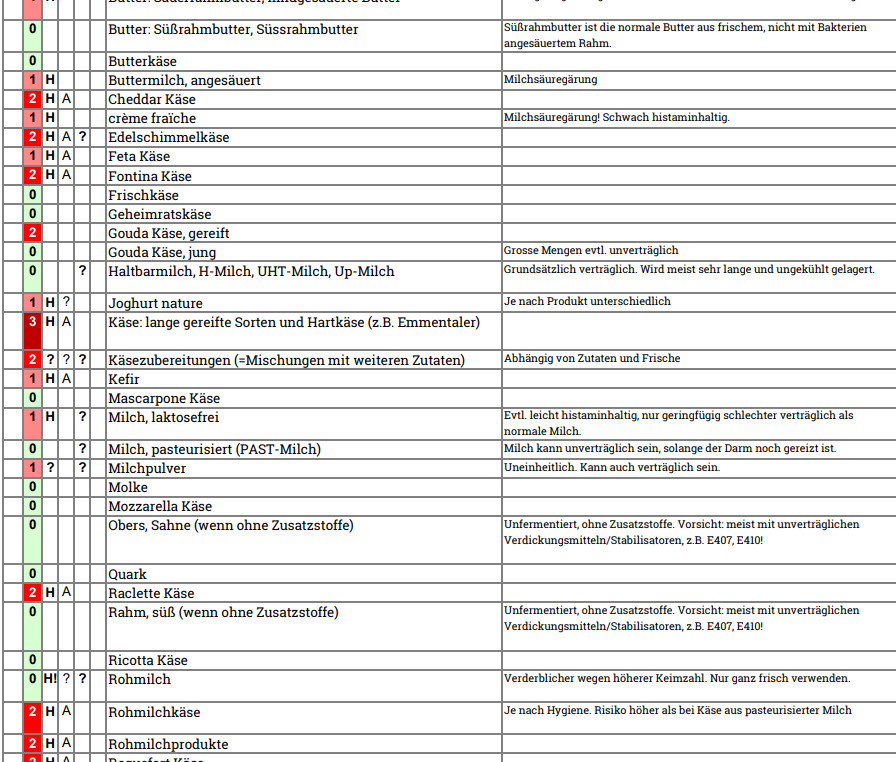 Butter: Sauerrahmbutter, mildgesäuerte Butter
0 Butter: Süßrahmbutter, Süssrahmbutter Süßrahmbutter ist die normale Butter aus frischem, nicht mit Bakterien
angesäuertem Rahm.
0 Butterkäse
1 H Buttermilch, angesäuert Milchsäuregärung
2 H A Cheddar Käse
1 H crème fraîche Milchsäuregärung! Schwach histaminhaltig.
2 H A ? Edelschimmelkäse
1 H A Feta Käse
2 H A Fontina Käse
0 Frischkäse
0 Geheimratskäse
2 Gouda Käse, gereift
0 Gouda Käse, jung Grosse Mengen evtl. unverträglich
0 ? Haltbarmilch, H-Milch, UHT-Milch, Up-Milch Grundsätzlich verträglich. Wird meist sehr lange und ungekühlt gelagert.
1 H ? Joghurt nature Je nach Produkt unterschiedlich
3 H A Käse: lange gereifte Sorten und Hartkäse (z.B. Emmentaler)
2 ? ? ? Käsezubereitungen (=Mischungen mit weiteren Zutaten) Abhängig von Zutaten und Frische
1 H A Kefir
0 Mascarpone Käse
1 H ? Milch, laktosefrei Evtl. leicht histaminhaltig, nur geringfügig schlechter verträglich als
normale Milch.
0 ? Milch, pasteurisiert (PAST-Milch) Milch kann unverträglich sein, solange der Darm noch gereizt ist.
1 ? ? Milchpulver Uneinheitlich. Kann auch verträglich sein.
0 Molke
0 Mozzarella Käse
0 Obers, Sahne (wenn ohne Zusatzstoffe) Unfermentiert, ohne Zusatzstoffe. Vorsicht: meist mit unverträglichen
Verdickungsmitteln/Stabilisatoren, z.B. E407, E410!
0 Quark
2 H A Raclette Käse
0 Rahm, süß (wenn ohne Zusatzstoffe) Unfermentiert, ohne Zusatzstoffe. Vorsicht: meist mit unverträglichen
Verdickungsmitteln/Stabilisatoren, z.B. E407, E410!
0 Ricotta Käse
0 H! ? ? Rohmilch Verderblicher wegen höherer Keimzahl. Nur ganz frisch verwenden.
2 H A Rohmilchkäse Je nach Hygiene. Risiko höher als bei Käse aus pasteurisierter Milch
2 H A Rohmilchprodukte
2 H A Roquefort Käse